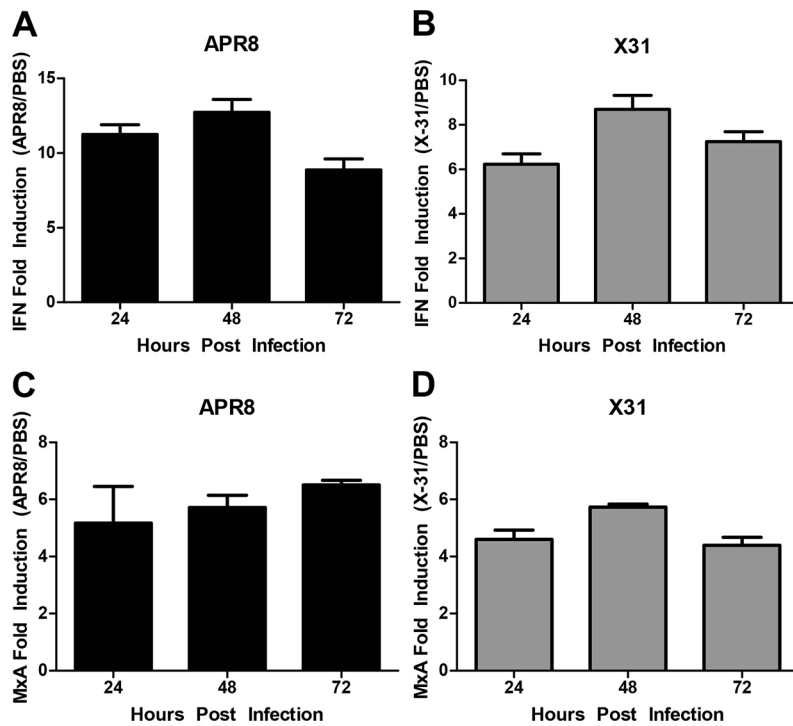 A
APR8
IFN Fold Induction (APR8/PBS)
15
10
5
0
24 48 72
Hours Post Infection
B
X31
IFN Fold Induction (X-31/PBS)
10
8
6
4
2
0
24 48 72
Hours Post Infection
C
APR8
MxA Fold Induction (APR8/PBS)
8
6
4
2
0
24 48 72
Hours Post Infection
D
X31
MxA Fold Induction (X-31/PBS)
8
6
4
2
0
24 48 72
Hours Post Infection